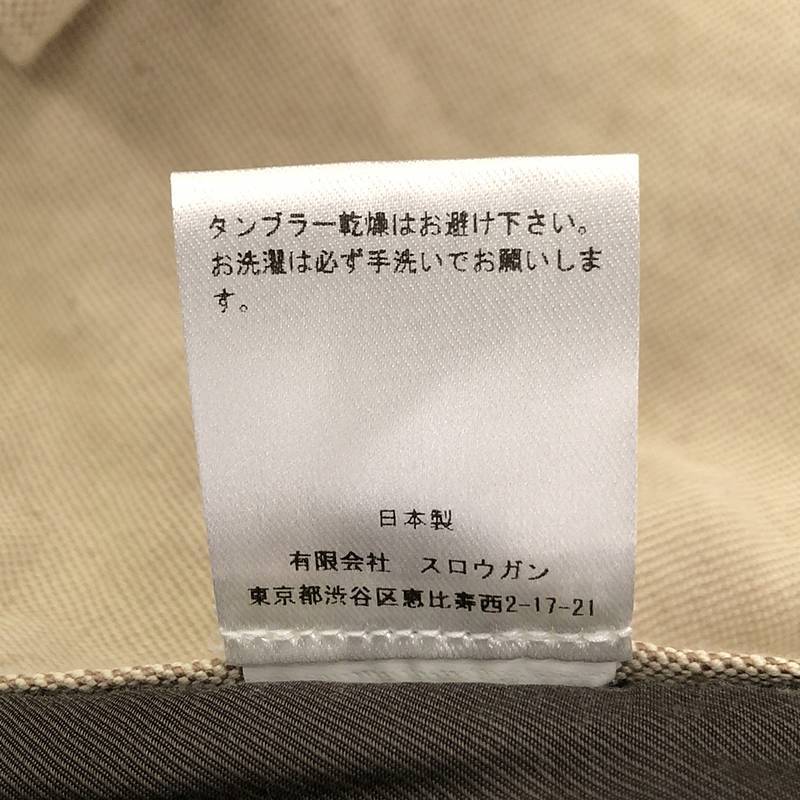 タンブラー乾燥はお避け下さい。
お洗濯は必ず手洗いでお願いしま
す。
日本製
有限会社　スロウガン
東京都渋谷区恵比寿西2-17-21